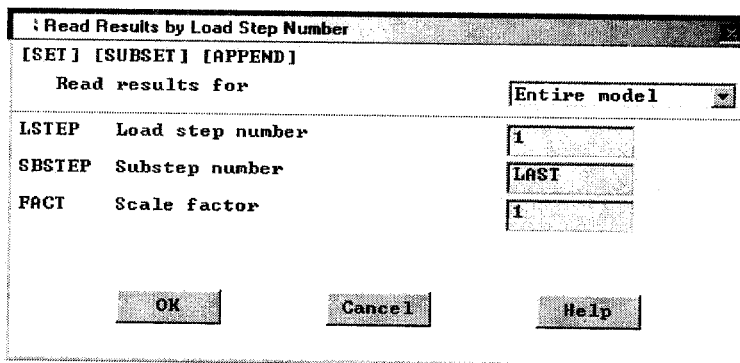 Read Results by Load Step Number
[SET] [SUBSET] [APPEND]
Read results for Entire model
LSTEP Load step number 1
SBSTEP Substep number LAST
FACT Scale factor 1
OK Cancel Help